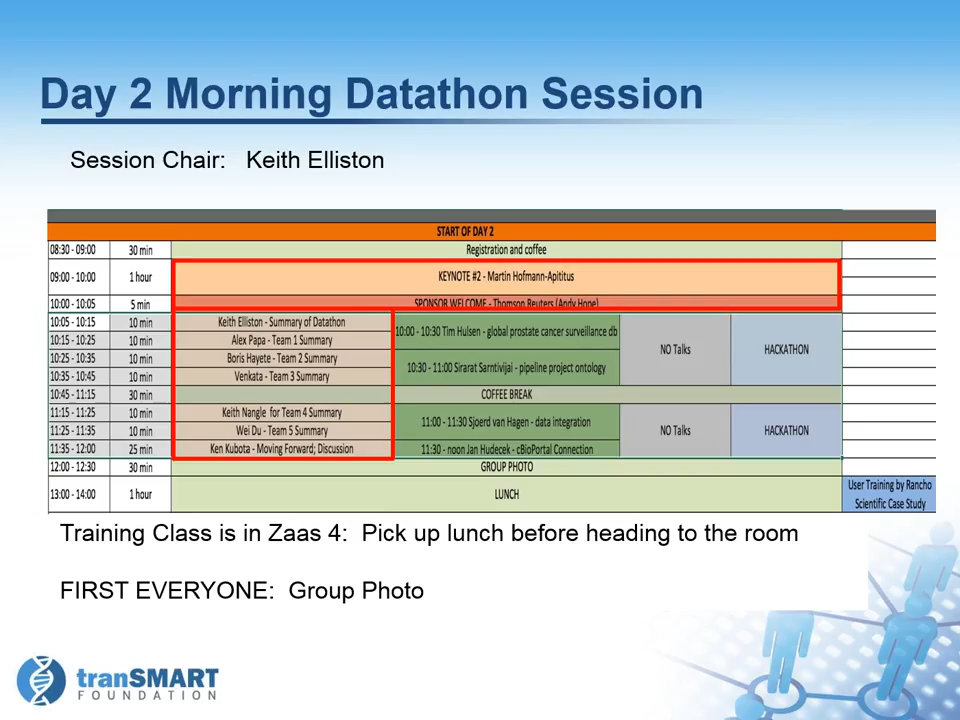 Day 2 Morning Datathon Session
Session Chair: Keith Elliston
START OF DAY 2
08:30 - 09:00 30 min Registration and coffee
09:00 - 10:00 1 hour KEYNOTE #2 - Martin Hofmann-Apititus
10:00 - 10:05 5 min SPONSOR WELCOME - Thomson Reuters (Andy Hope)
10:05 - 10:15 10 min Keith Elliston - Summary of Datathon
10:15 - 10:25 10 min Alex Papa - Team 1 Summary
10:25 - 10:35 10 min Boris Hayete - Team 2 Summary
10:35 - 10:45 10 min Venkata - Team 3 Summary
10:00 - 10:30 Tim Hulsen - global prostate cancer surveillance db
10:30 - 11:00 Sirarat Sarntivijai - pipeline project ontology
NO Talks
HACKATHON
10:45 - 11:15 30 min COFFEE BREAK
11:15 - 11:25 10 min Keith Nangle for Team 4 Summary
11:25 - 11:35 10 min Wei Du - Team 5 Summary
11:35 - 12:00 25 min Ken Kubota - Moving Forward; Discussion
11:00 - 11:30 Sjoerd van Hagen - data integration
11:30 - noon Jan Hudecek - cBioPortal Connection
NO Talks
HACKATHON
12:00 - 12:30 30 min GROUP PHOTO
13:00 - 14:00 1 hour LUNCH
User Training by Rancho
Scientific Case Study
Training Class is in Zaas 4: Pick up lunch before heading to the room
FIRST EVERYONE: Group Photo
tranSMART
FOUNDATION